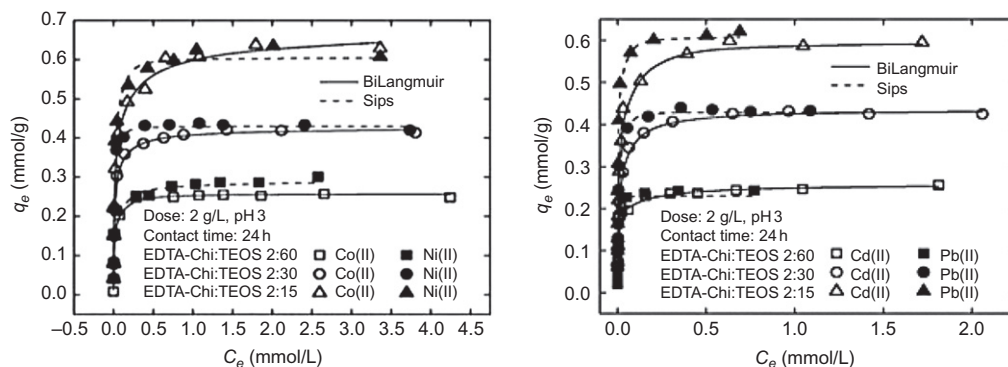 0.7
0.6
0.5
0.4
0.3
0.2
0.1
0.0
qe (mmol/g)
BiLangmuir
Sips
Dose: 2 g/L, pH 3
Contact time: 24 h
EDTA-Chi:TEOS 2:60 Co(II) Ni(II)
EDTA-Chi:TEOS 2:30 Co(II) Ni(II)
EDTA-Chi:TEOS 2:15 Co(II) Ni(II)
–0.5 0.0 0.5 1.0 1.5 2.0 2.5 3.0 3.5 4.0 4.5
Ce (mmol/L)
0.6
0.5
0.4
0.3
0.2
0.1
0.0
qe (mmol/g)
BiLangmuir
Sips
Dose: 2 g/L, pH 3
Contact time: 24 h
EDTA-Chi:TEOS 2:60 Cd(II) Pb(II)
EDTA-Chi:TEOS 2:30 Cd(II) Pb(II)
EDTA-Chi:TEOS 2:15 Cd(II) Pb(II)
0.0 0.5 1.0 1.5 2.0
Ce (mmol/L)